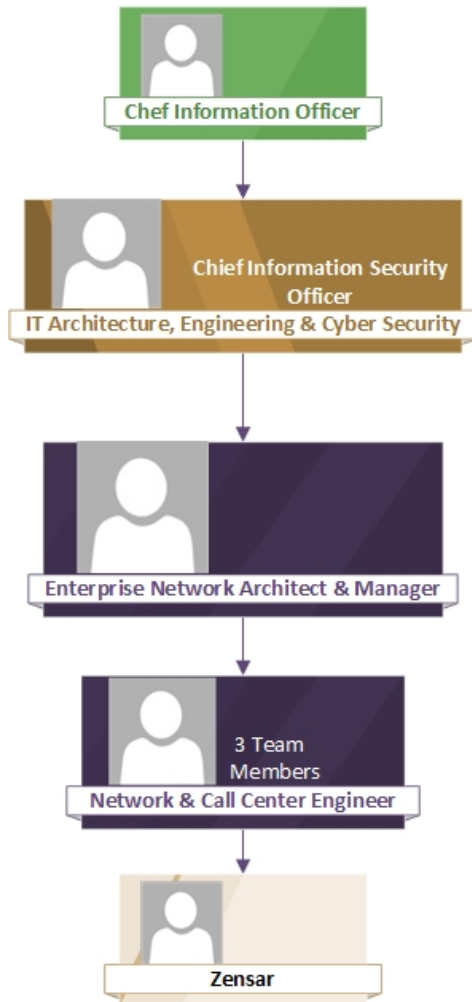 Chef Information Officer
Chief Information Security
Officer
IT Architecture, Engineering & Cyber Security
Enterprise Network Architect & Manager
3 Team
Members
Network & Call Center Engineer
Zensar